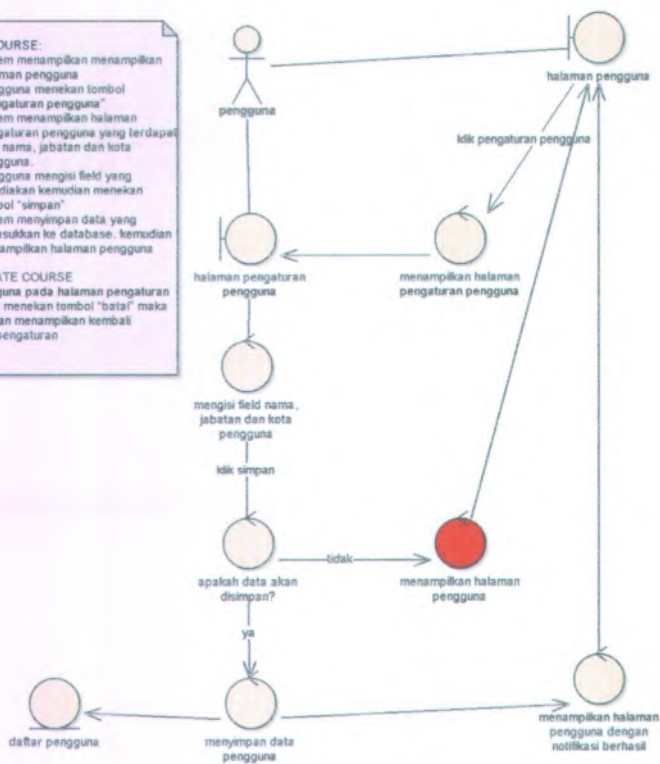 OURSE:
em menampilkan menampilkan
man pengguna
gguna menekan tombol
ngaturan pengguna"
em menampilkan halaman
gaturan pengguna yang terdapat
nama, jabatan dan kota
gguna.
gguna mengisi field yang
diakan kemudian menekan
bol "simpan"
em menyimpan data yang
asukkan ke database. kemudian
ampilkan halaman pengguna
TE COURSE
guna pada halaman pengaturan
menekan tombol "batal" maka
an menampilkan kembali
pengaturan
pengguna
halaman pengguna
klik pengaturan pengguna
halaman pengaturan
pengguna
menampilkan halaman
pengaturan pengguna
mengisi field nama,
jabatan dan kota
pengguna
klik simpan
apakah data akan
disimpan?
tidak
menampilkan halaman
pengguna
ya
daftar pengguna
menyimpan data
pengguna
menampilkan halaman
pengguna dengan
notifikasi berhasil